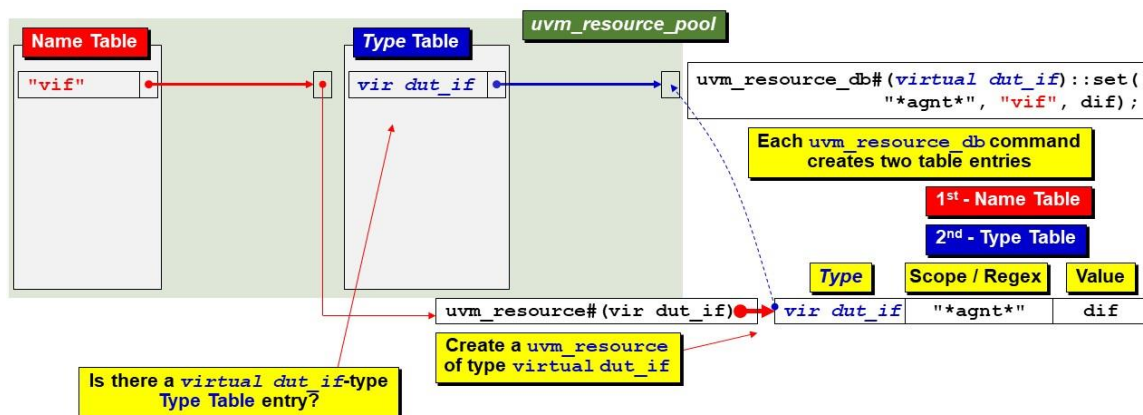 uvm_resource_pool
Name Table
Type Table
"vif"
vir dut_if
uvm_resource_db#(virtual dut_if)::set(
"*agnt*", "vif", dif);
Each uvm_resource_db command
creates two table entries
1st - Name Table
2nd - Type Table
Type
Scope / Regex
Value
uvm_resource#(vir dut_if)
vir dut_if
"*agnt*"
dif
Create a uvm_resource
of type virtual dut_if
Is there a virtual dut_if-type
Type Table entry?